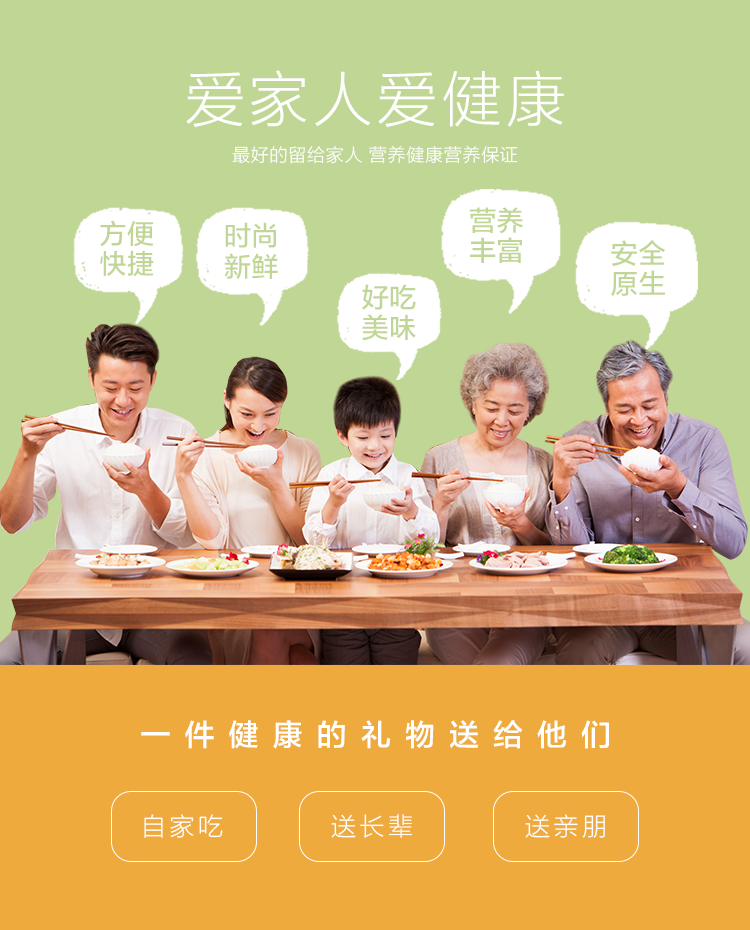 爱家人爱健康
最好的留给家人 营养健康营养保证
方便
快捷
时尚
新鲜
好吃
美味
营养
丰富
安全
原生
一件健康的礼物送给他们
自家吃
送长辈
送亲朋